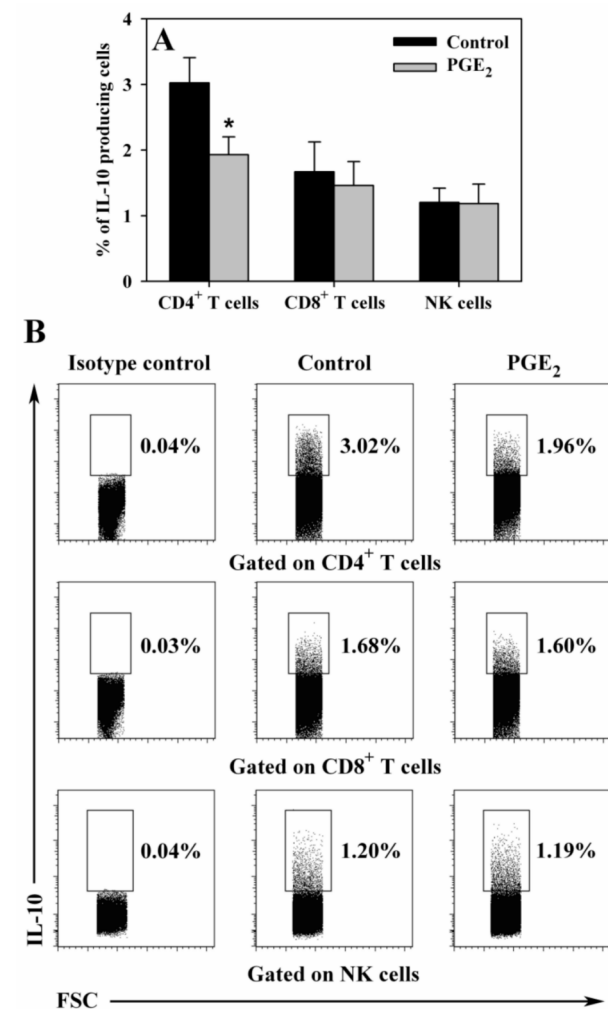 A
4
3
2
1
0
% of IL-10 producing cells
Control
PGE₂
*
CD4⁺ T cells CD8⁺ T cells NK cells
B
Isotype control Control PGE₂
0.04% 3.02% 1.96%
Gated on CD4⁺ T cells
0.03% 1.68% 1.60%
Gated on CD8⁺ T cells
0.04% 1.20% 1.19%
Gated on NK cells
IL-10
FSC